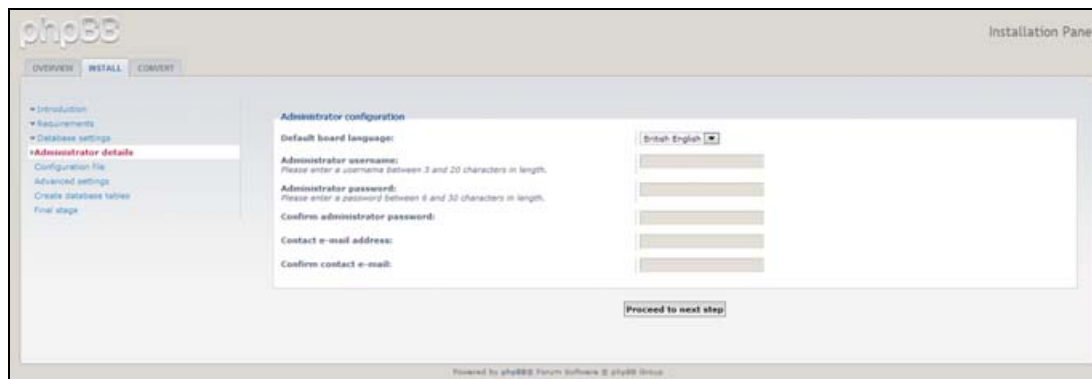 phpBB
Installation Pane
OVERVIEW INSTALL CONVERT
Introduction
Requirements
Database settings
Administrator details
Configuration file
Advanced settings
Create database tables
Final stage
Administrator configuration
Default board language:
British English
Administrator username:
Please enter a username between 3 and 20 characters in length.
Administrator password:
Please enter a password between 6 and 30 characters in length.
Confirm administrator password:
Contact e-mail address:
Confirm contact e-mail:
Proceed to next step
Powered by phpBB® Forum Software © phpBB Group